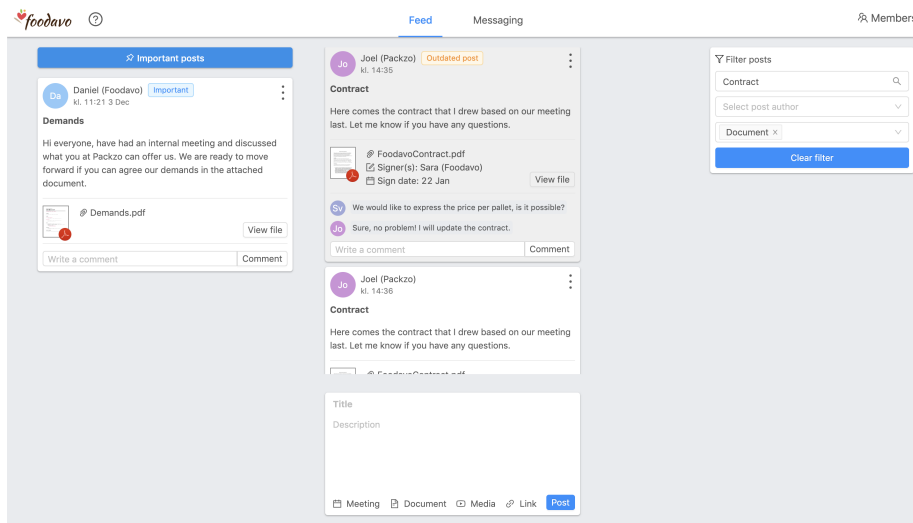 foodavo
?
Feed
Messaging
Members
Important posts
Da
Daniel (Foodavo)
Important
kl. 11:21 3 Dec
Demands
Hi everyone, have had an internal meeting and discussed
what you at Packzo can offer us. We are ready to move
forward if you can agree our demands in the attached
document.
Demands.pdf
View file
Write a comment
Comment
Jo
Joel (Packzo)
Outdated post
kl. 14:35
Contract
Here comes the contract that I drew based on our meeting
last. Let me know if you have any questions.
FoodavoContract.pdf
Signer(s): Sara (Foodavo)
Sign date: 22 Jan
View file
Sv
We would like to express the price per pallet, is it possible?
Jo
Sure, no problem! I will update the contract.
Write a comment
Comment
Jo
Joel (Packzo)
kl. 14:36
Contract
Here comes the contract that I drew based on our meeting
last. Let me know if you have any questions.
FoodavoContract.pdf
Title
Description
Meeting
Document
Media
Link
Post
Filter posts
Contract
Select post author
Document ×
Clear filter